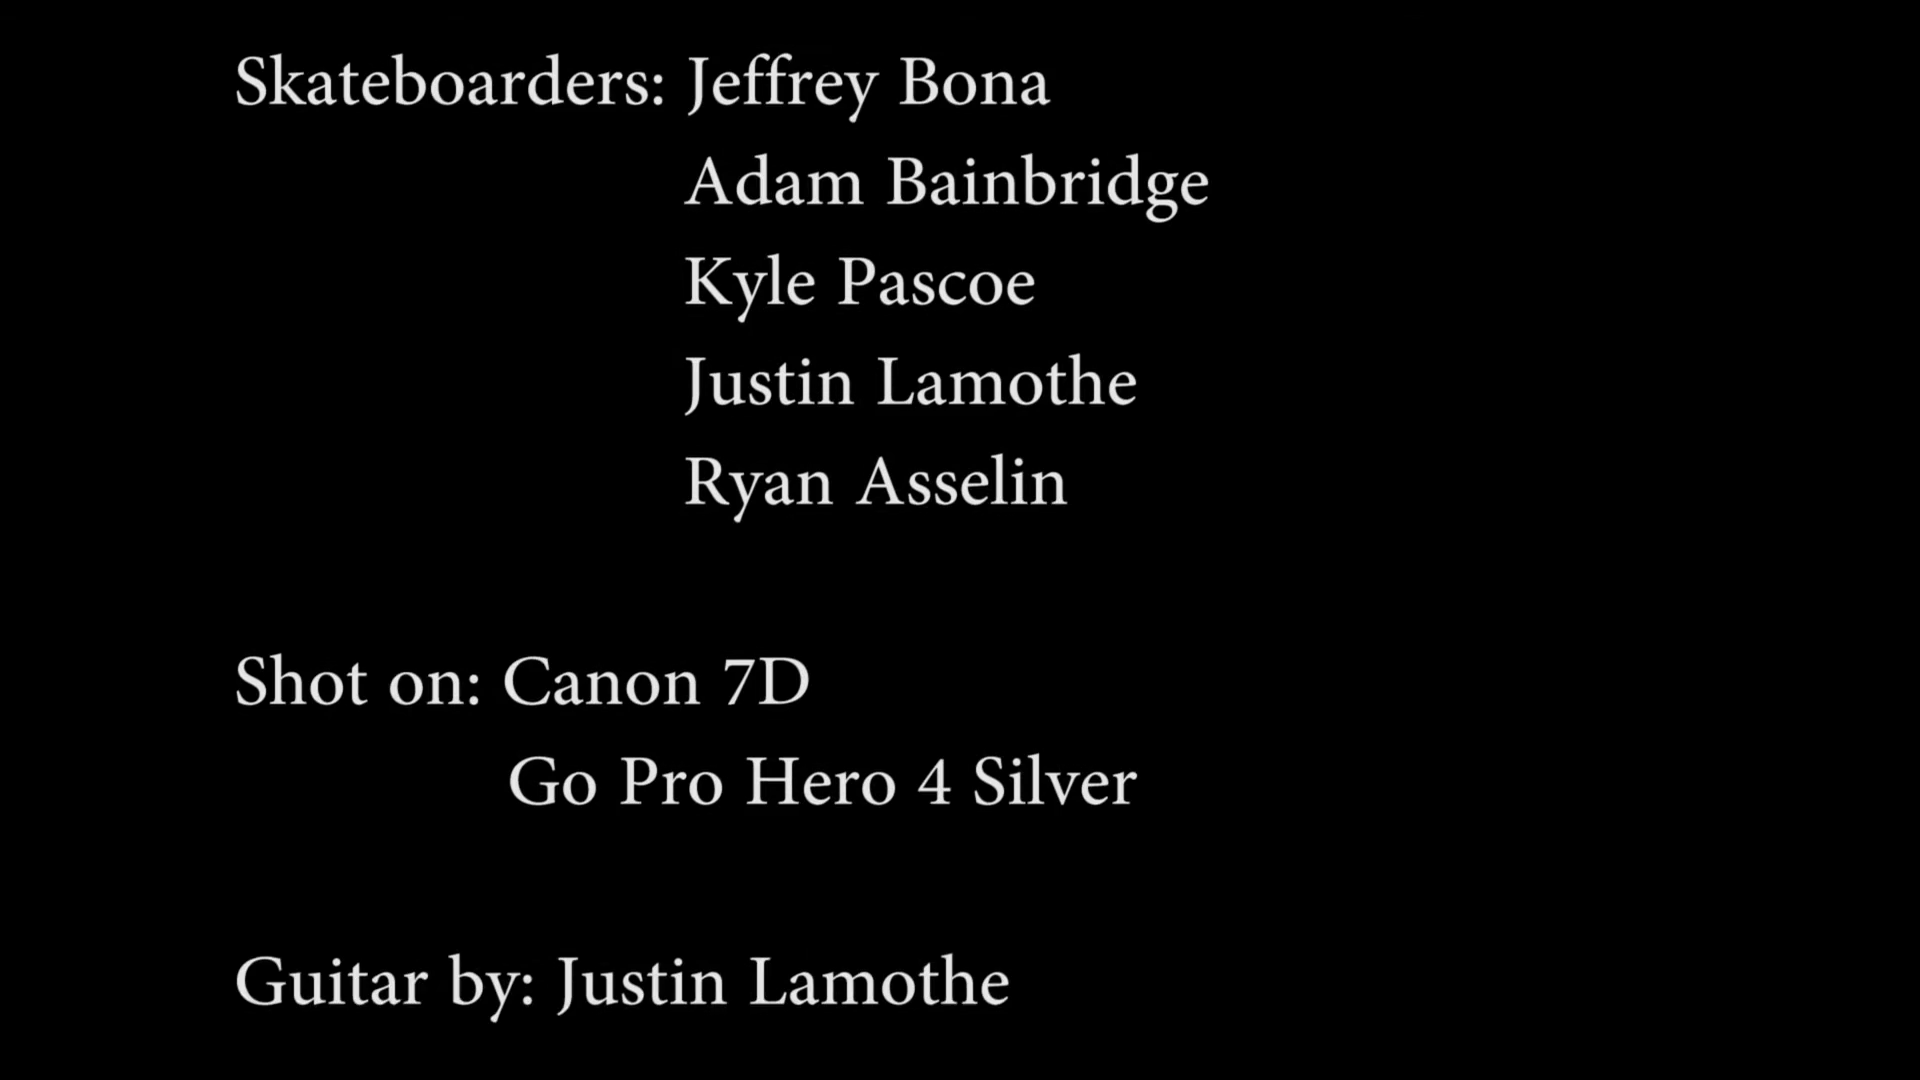 Skateboarders: Jeffrey Bona
Adam Bainbridge
Kyle Pascoe
Justin Lamothe
Ryan Asselin
Shot on: Canon 7D
Go Pro Hero 4 Silver
Guitar by: Justin Lamothe